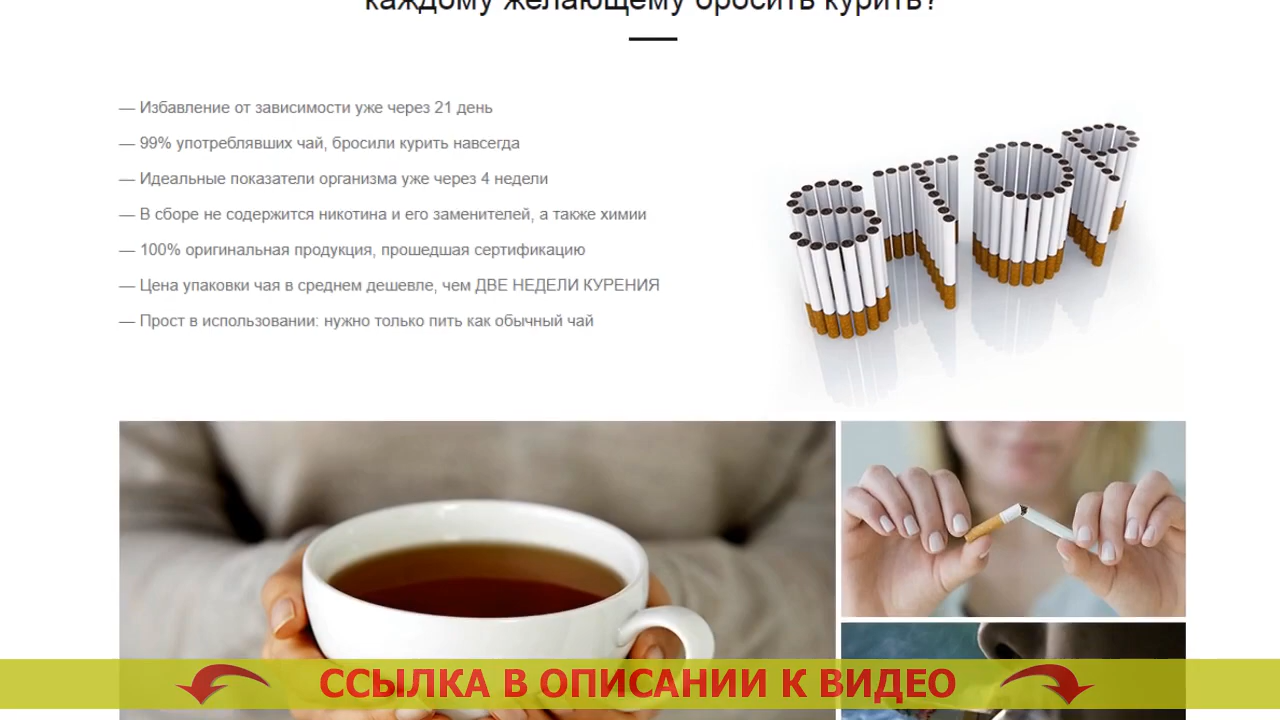 каждому желающему бросить курить?
— Избавление от зависимости уже через 21 день
— 99% употреблявших чай, бросили курить навсегда
— Идеальные показатели организма уже через 4 недели
— В сборе не содержится никотина и его заменителей, а также химии
— 100% оригинальная продукция, прошедшая сертификацию
— Цена упаковки чая в среднем дешевле, чем ДВЕ НЕДЕЛИ КУРЕНИЯ
— Прост в использовании: нужно только пить как обычный чай
STOP
ССЫЛКА В ОПИСАНИИ К ВИДЕО